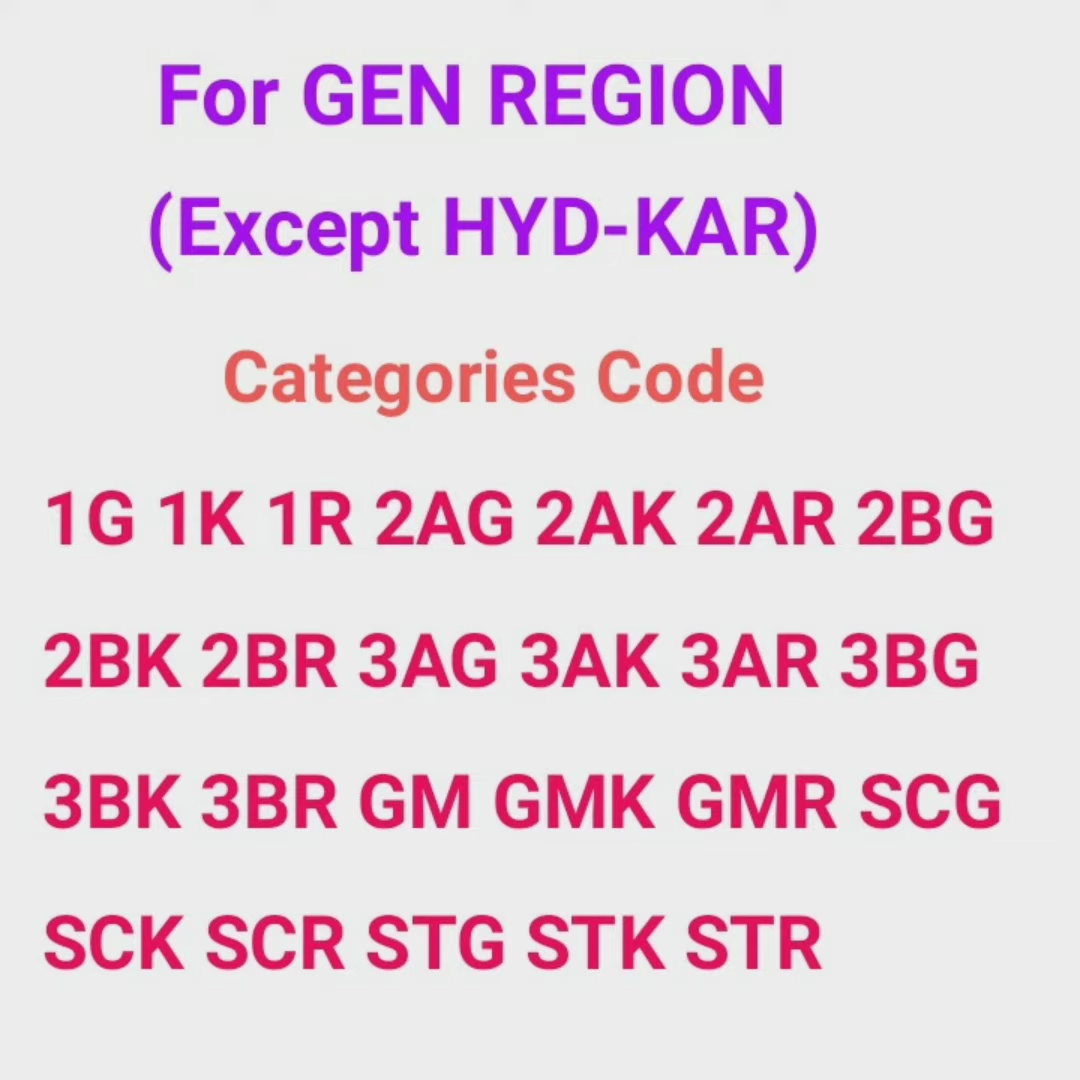 For GEN REGION
(Except HYD-KAR)
Categories Code
1G 1K 1R 2AG 2AK 2AR 2BG
2BK 2BR 3AG 3AK 3AR 3BG
3BK 3BR GM GMK GMR SCG
SCK SCR STG STK STR